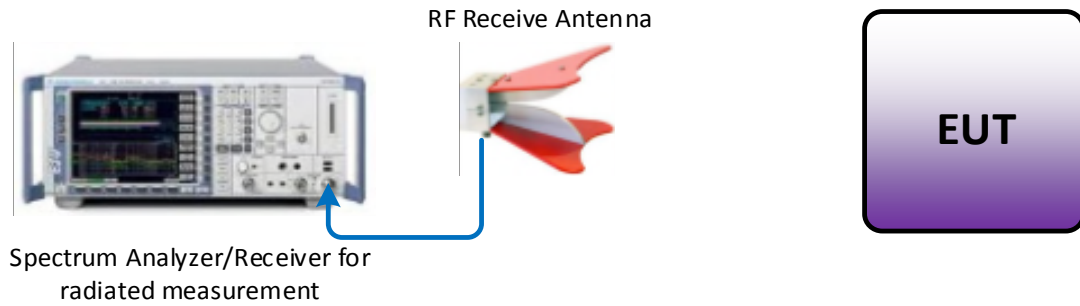 RF Receive Antenna
EUT
Spectrum Analyzer/Receiver for
radiated measurement